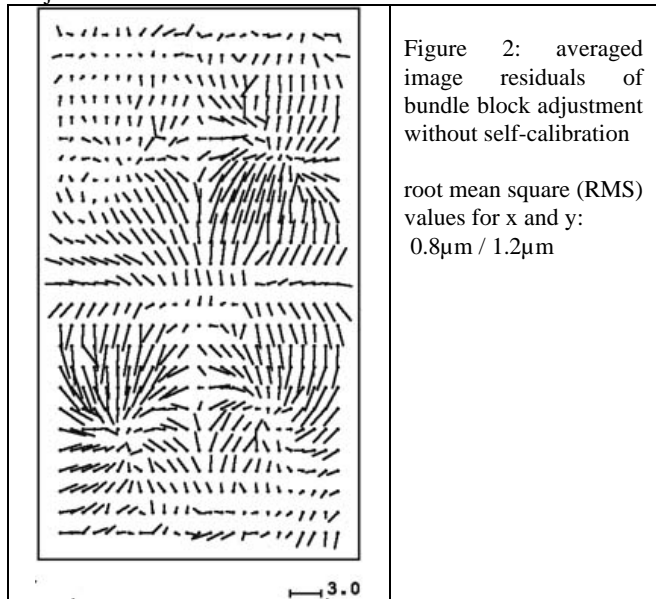 Figure 2: averaged
image residuals of
bundle block adjustment
without self-calibration
root mean square (RMS)
values for x and y:
0.8µm / 1.2µm
3.0